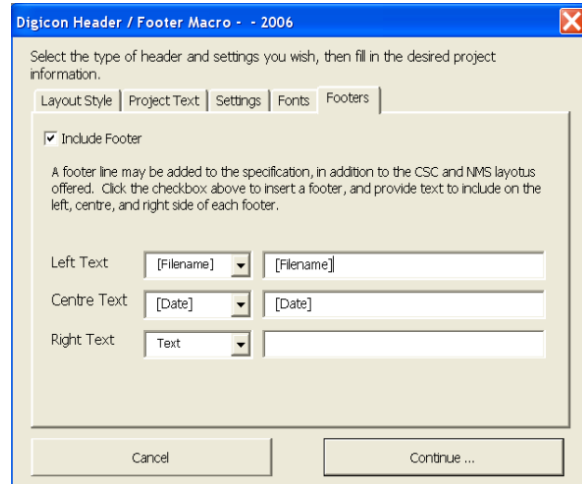 Digicon Header / Footer Macro - - 2006
Select the type of header and settings you wish, then fill in the desired project
information.
Layout Style Project Text Settings Fonts Footers
Include Footer
A footer line may be added to the specification, in addition to the CSC and NMS layotus
offered. Click the checkbox above to insert a footer, and provide text to include on the
left, centre, and right side of each footer.
Left Text [Filename] [Filename]
Centre Text [Date] [Date]
Right Text Text
Cancel Continue ...